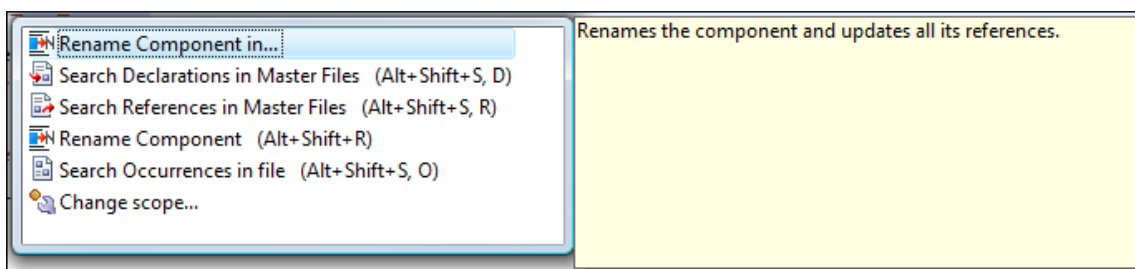 Rename Component in...
Search Declarations in Master Files (Alt+Shift+S, D)
Search References in Master Files (Alt+Shift+S, R)
Rename Component (Alt+Shift+R)
Search Occurrences in file (Alt+Shift+S, O)
Change scope...
Renames the component and updates all its references.